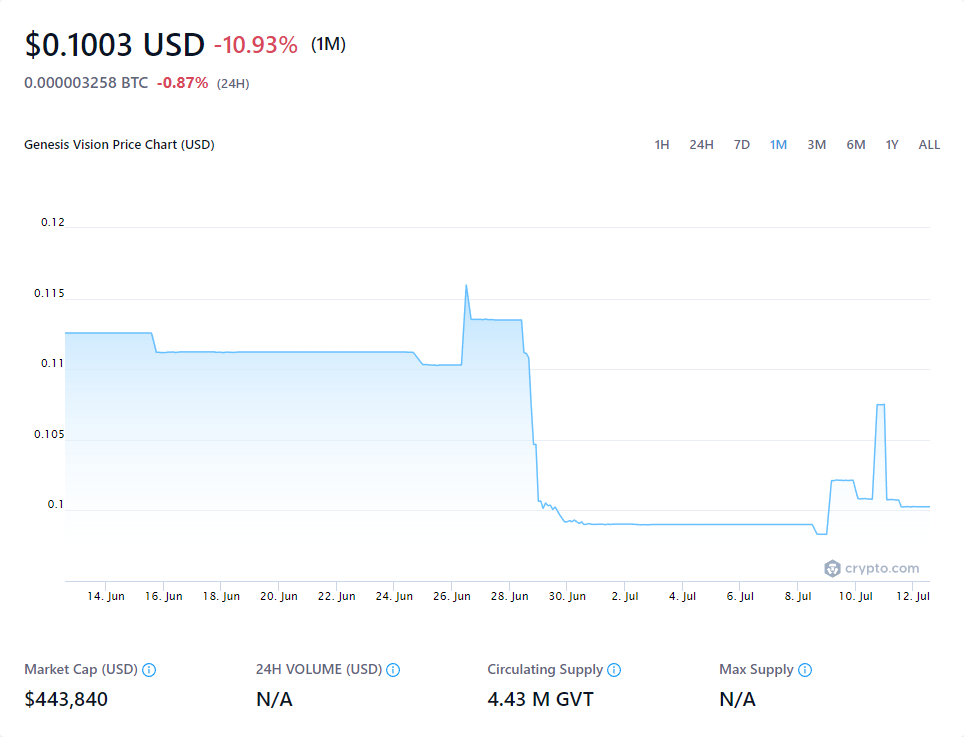 $0.1003 USD -10.93% (1M)
0.000003258 BTC -0.87% (24H)
Genesis Vision Price Chart (USD)
1H 24H 7D 1M 3M 6M 1Y ALL
0.12
0.115
0.11
0.105
0.1
crypto.com
14. Jun 16. Jun 18. Jun 20. Jun 22. Jun 24. Jun 26. Jun 28. Jun 30. Jun 2. Jul 4. Jul 6. Jul 8. Jul 10. Jul 12. Jul
Market Cap (USD) 24H VOLUME (USD) Circulating Supply Max Supply
$443,840 N/A 4.43 M GVT N/A